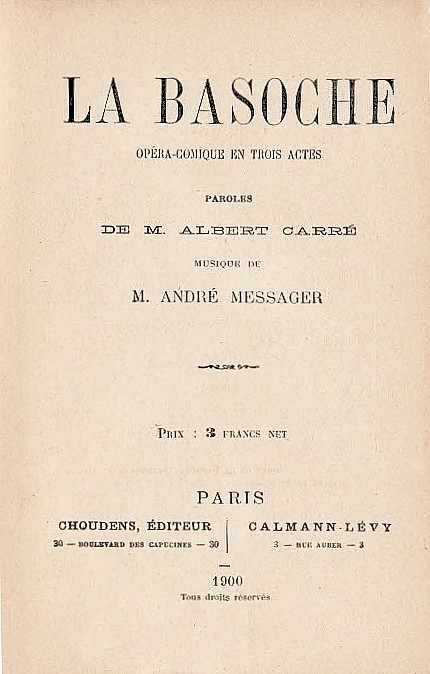 LA BASOCHE
OPÉRA-COMIQUE EN TROIS ACTES
PAROLES
DE M. ALBERT CARRÉ
MUSIQUE DE
M. ANDRÉ MESSAGER
PRIX : 3 FRANCS NET
PARIS
CHOUDENS, ÉDITEUR
30 — BOULEVARD DES CAPUCINES — 30
CALMANN-LÉVY
3 — RUE AUBER — 3
1900
Tous droits réservés